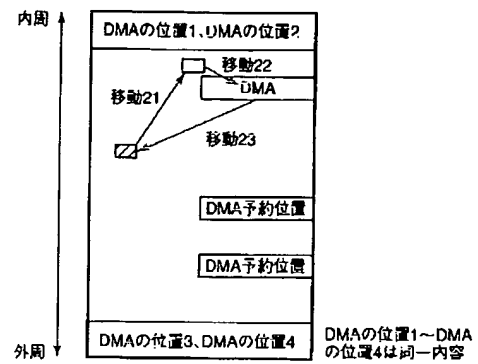 内周
DMAの位置1、DMAの位置2
移動22
DMA
移動21
移動23
DMA予約位置
DMA予約位置
外周
DMAの位置3、DMAの位置4
DMAの位置1～DMA
の位置4は同一内容